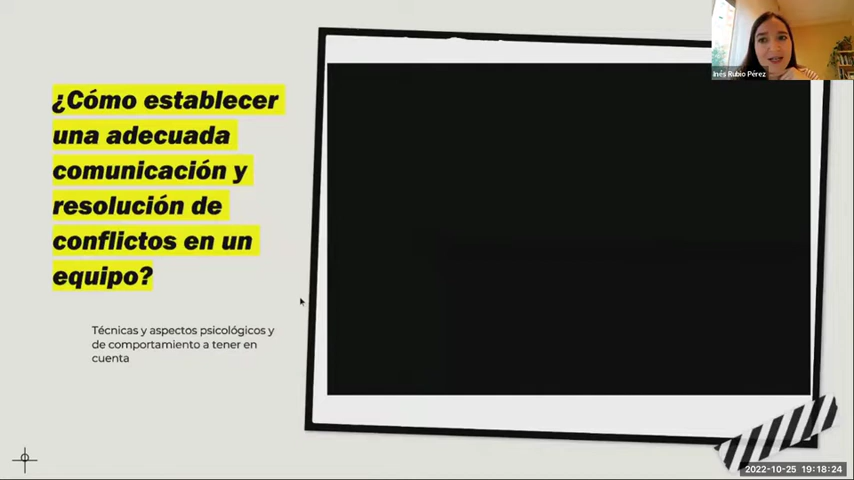 ¿Cómo establecer
una adecuada
comunicación y
resolución de
conflictos en un
equipo?
Técnicas y aspectos psicológicos y
de comportamiento a tener en
cuenta
Inés Rubio Pérez
2022-10-25 19:18:24